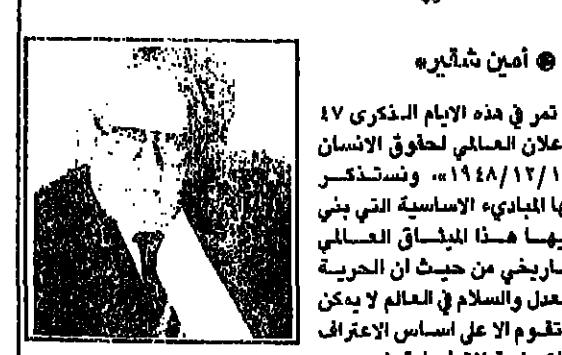 أمين شقير»
تمر في هذه الايام الذكرى ٤٧
علان العالمي لحقوق الانسان
١٩٤٨/١٢/١»، ونستذكر
ها المباديء الاساسية التي بني
يها هذا الميثاق العالمي
اريخي من حيث ان الحرية
عدل والسلام في العالم لا يمكن
تقوم الا على اساس الاعتراف